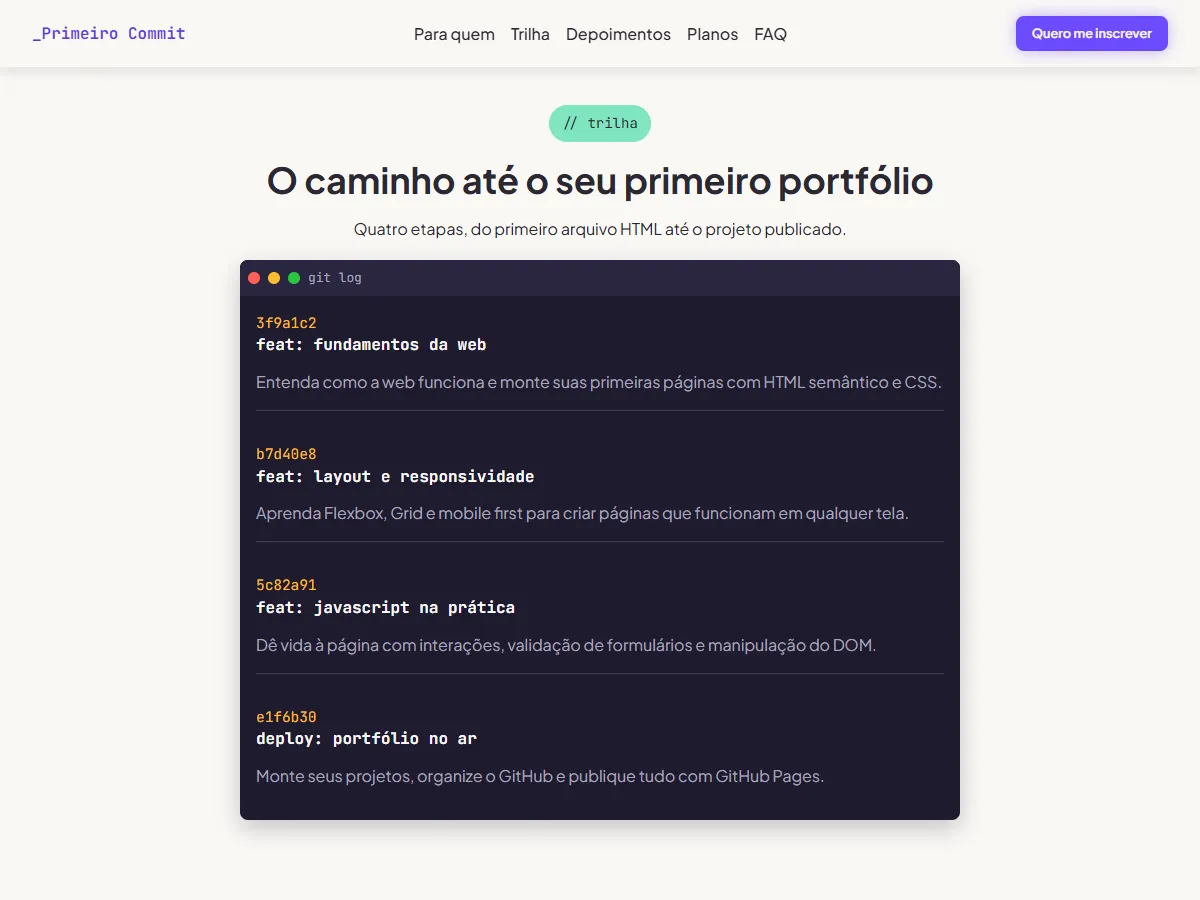 _Primeiro Commit
Para quem Trilha Depoimentos Planos FAQ
Quero me inscrever
// trilha
O caminho até o seu primeiro portfólio
Quatro etapas, do primeiro arquivo HTML até o projeto publicado.
git log
3f9a1c2
feat: fundamentos da web
Entenda como a web funciona e monte suas primeiras páginas com HTML semântico e CSS.
b7d40e8
feat: layout e responsividade
Aprenda Flexbox, Grid e mobile first para criar páginas que funcionam em qualquer tela.
5c82a91
feat: javascript na prática
Dê vida à página com interações, validação de formulários e manipulação do DOM.
e1f6b30
deploy: portfólio no ar
Monte seus projetos, organize o GitHub e publique tudo com GitHub Pages.